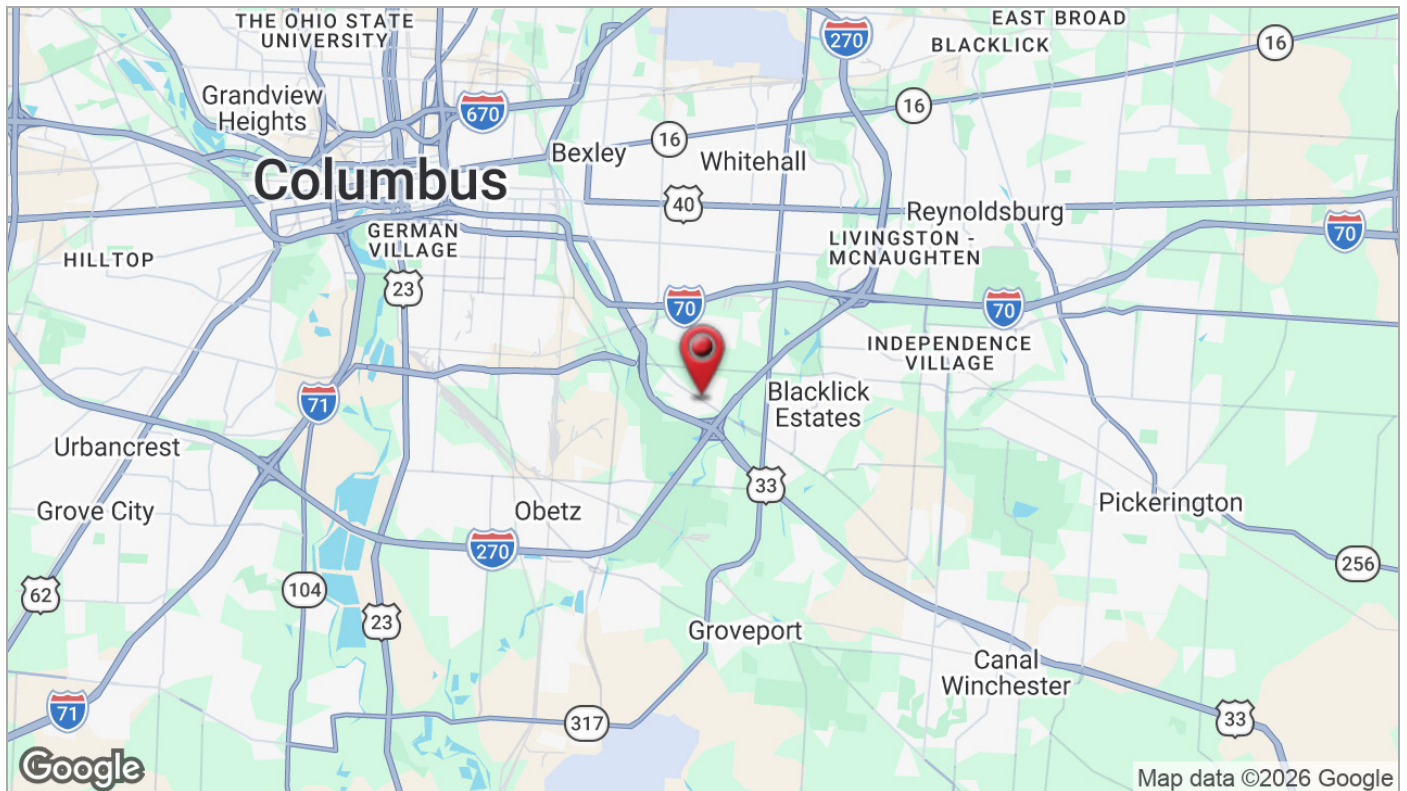 THE OHIO STATE
UNIVERSITY
EAST BROAD
270
BLACKLICK
16
Grandview
Heights
670
16
16
Bexley
Whitehall
Columbus
40
Reynoldsburg
GERMAN
VILLAGE
LIVINGSTON -
MCNAUGHTEN
70
HILLTOP
23
70
70
INDEPENDENCE
VILLAGE
71
Blacklick
Estates
Urbancrest
33
Pickerington
Grove City
Obetz
270
256
62
104
23
Groveport
Canal
Winchester
71
317
33
Google
Map data ©2026 Google